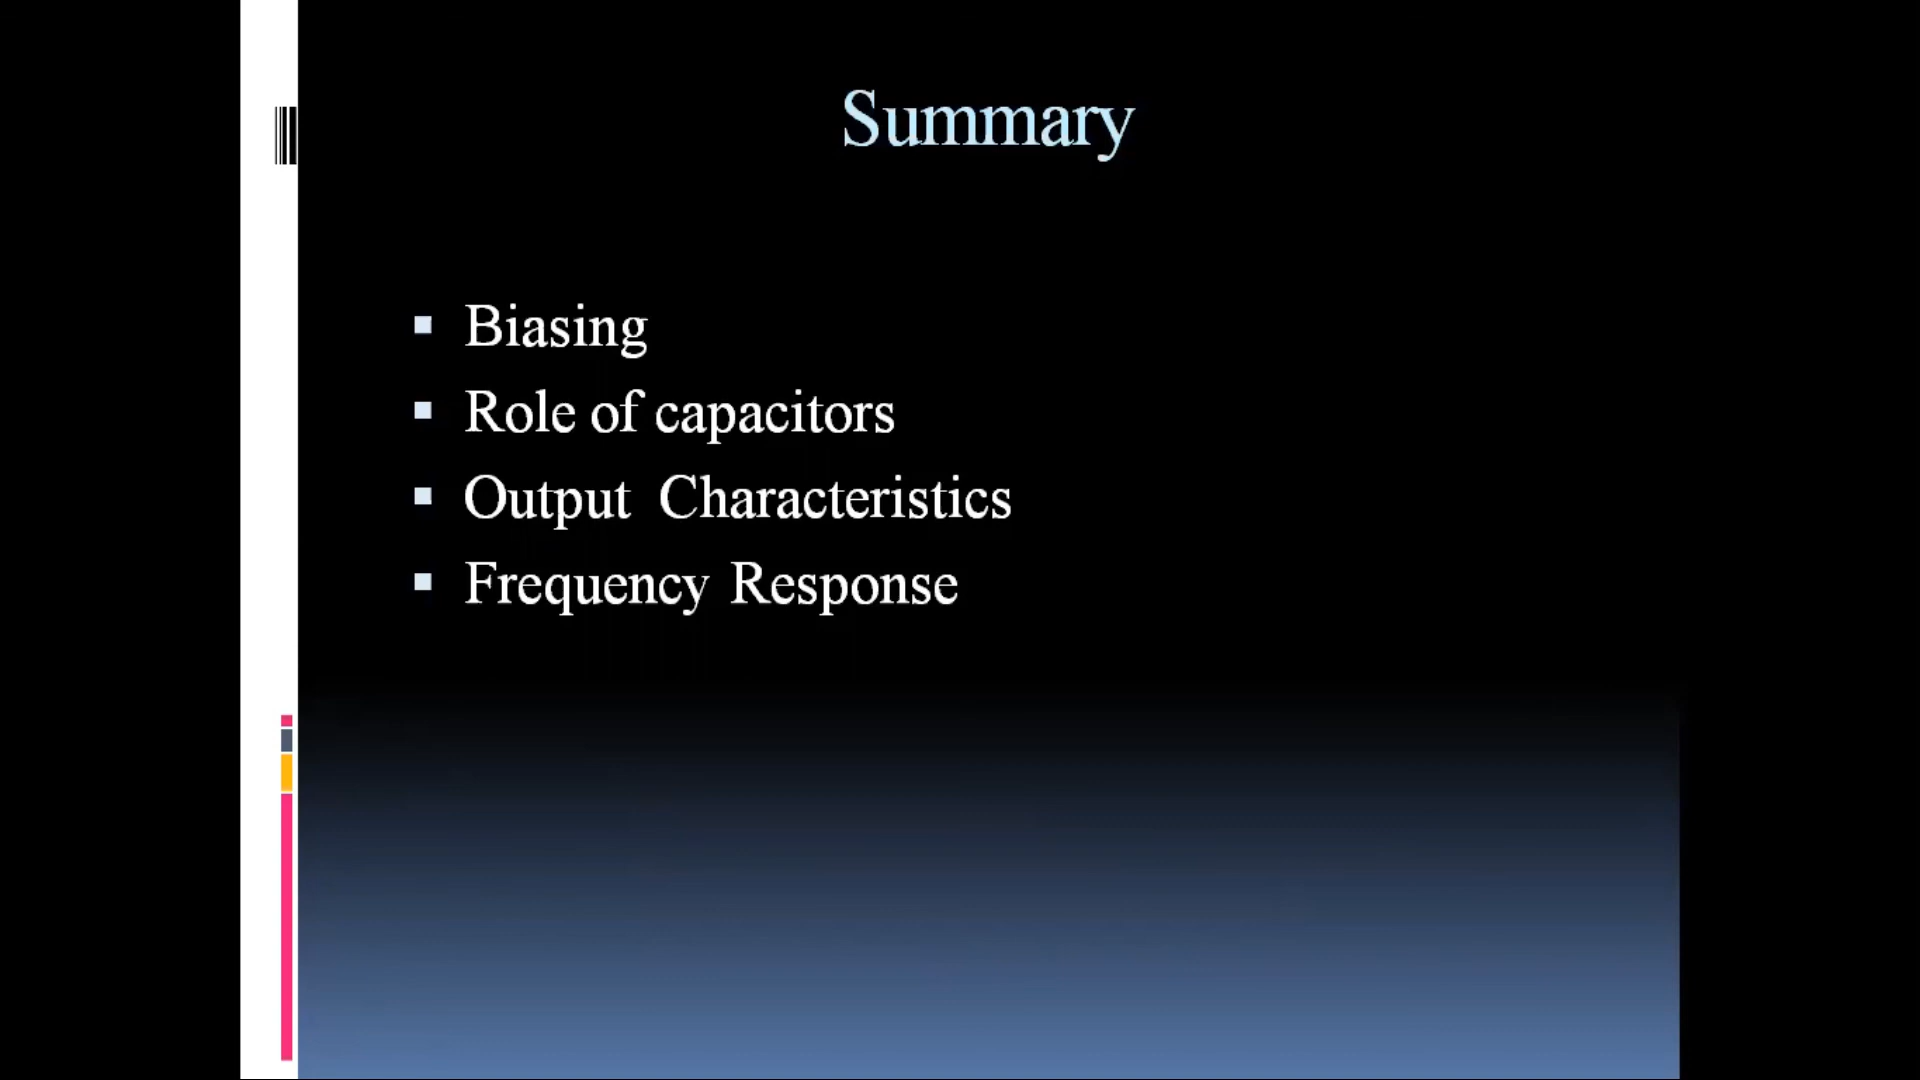 Summary
Biasing
Role of capacitors
Output Characteristics
Frequency Response